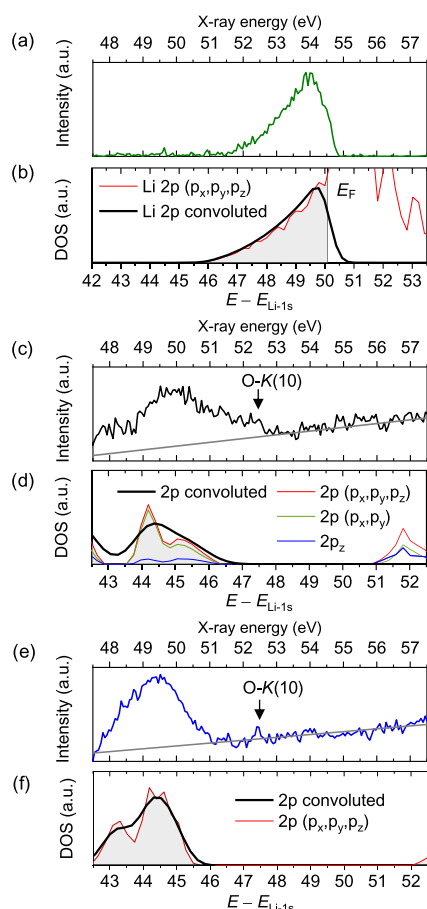 X-ray energy (eV)
48 49 50 51 52 53 54 55 56 57
(a)
Intensity (a.u.)
(b)
DOS (a.u.)
Li 2p (px,py,pz)
Li 2p convoluted
EF
42 43 44 45 46 47 48 49 50 51 52 53
E – ELi-1s
X-ray energy (eV)
48 49 50 51 52 53 54 55 56 57
(c)
Intensity (a.u.)
O-K(10)
(d)
DOS (a.u.)
2p convoluted
2p (px,py,pz)
2p (px,py)
2pz
43 44 45 46 47 48 49 50 51 52
E – ELi-1s
X-ray energy (eV)
48 49 50 51 52 53 54 55 56 57
(e)
Intensity (a.u.)
O-K(10)
(f)
DOS (a.u.)
2p convoluted
2p (px,py,pz)
43 44 45 46 47 48 49 50 51 52
E – ELi-1s